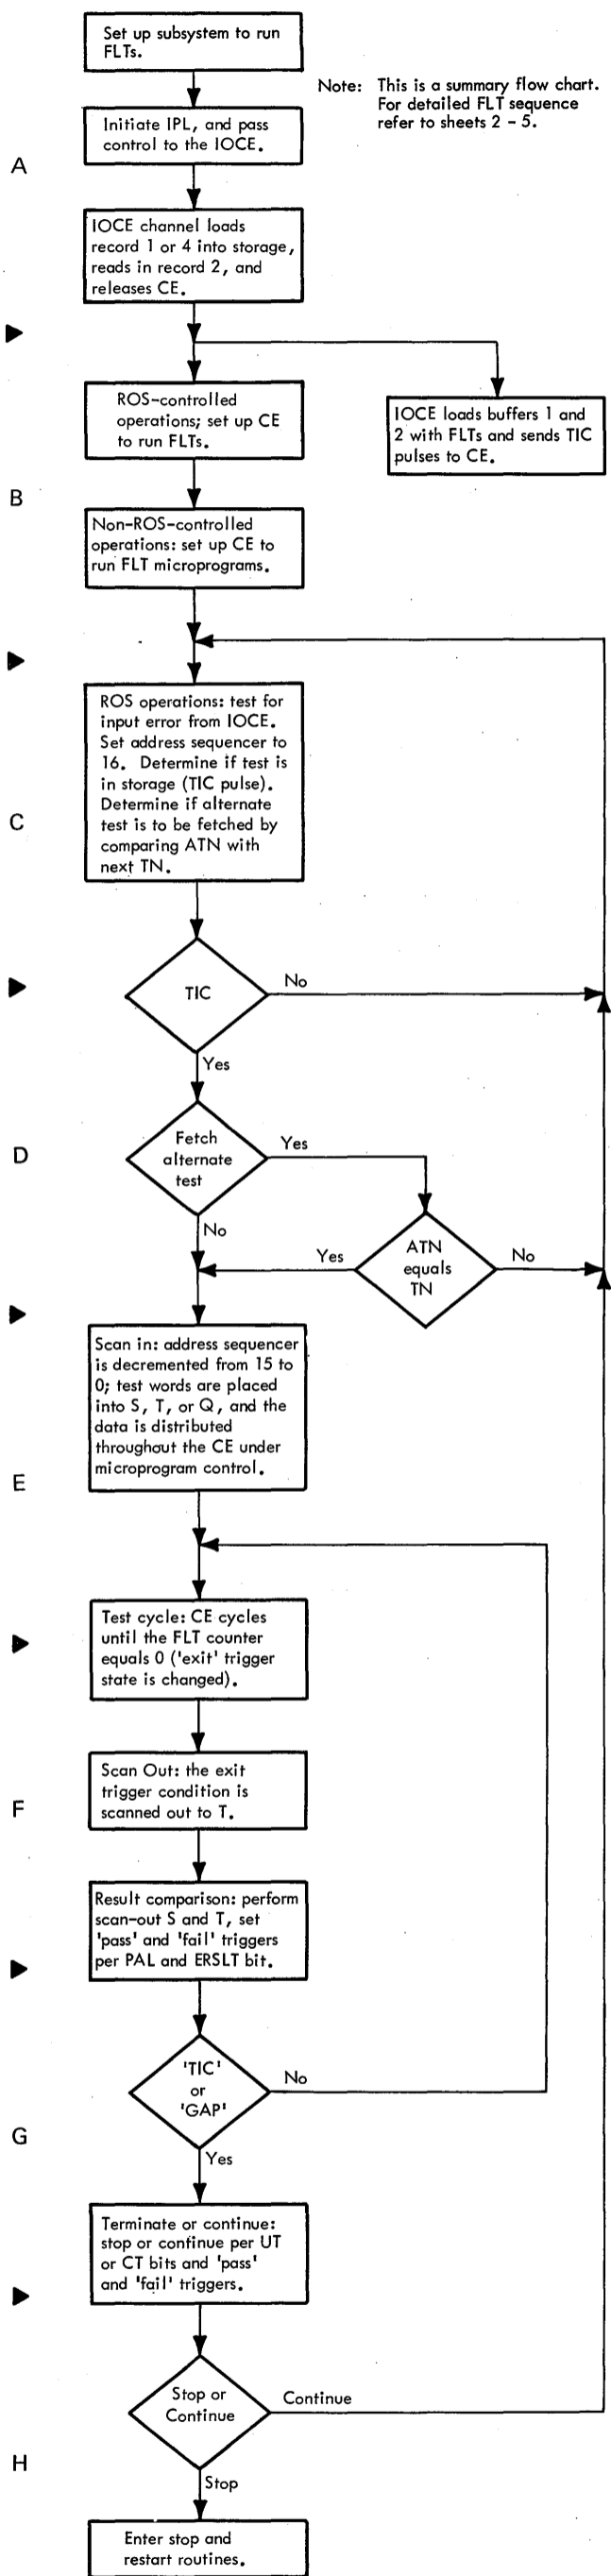 Set up subsystem to run
FLTs.
Note: This is a summary flow chart.
For detailed FLT sequence
refer to sheets 2 - 5.
Initiate IPL, and pass
control to the IOCE.
A
IOCE channel loads
record 1 or 4 into storage,
reads in record 2, and
releases CE.
ROS-controlled
operations; set up CE
to run FLTs.
IOCE loads buffers 1 and
2 with FLTs and sends TIC
pulses to CE.
B
Non-ROS-controlled
operations: set up CE to
run FLT microprograms.
ROS operations: test for
input error from IOCE.
Set address sequencer to
16. Determine if test is
in storage (TIC pulse).
Determine if alternate
test is to be fetched by
comparing ATN with
next TN.
C
TIC
No
Yes
D
Fetch
alternate
test
Yes
No
ATN
equals
TN
Yes
No
Scan in: address sequencer
is decremented from 15 to
0; test words are placed
into S, T, or Q, and the
data is distributed
throughout the CE under
microprogram control.
E
Test cycle: CE cycles
until the FLT counter
equals 0 ('exit' trigger
state is changed).
Scan Out: the exit
trigger condition is
scanned out to T.
F
Result comparison: perform
scan-out S and T, set
'pass' and 'fail' triggers
per PAL and ERSLT bit.
'TIC'
or
'GAP'
No
G
Yes
Terminate or continue:
stop or continue per UT
or CT bits and 'pass'
and 'fail' triggers.
Stop or
Continue
Continue
H
Stop
Enter stop and
restart routines.